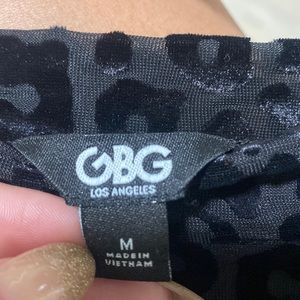 GBG
LOS ANGELES
M
MADE IN
VIETNAM